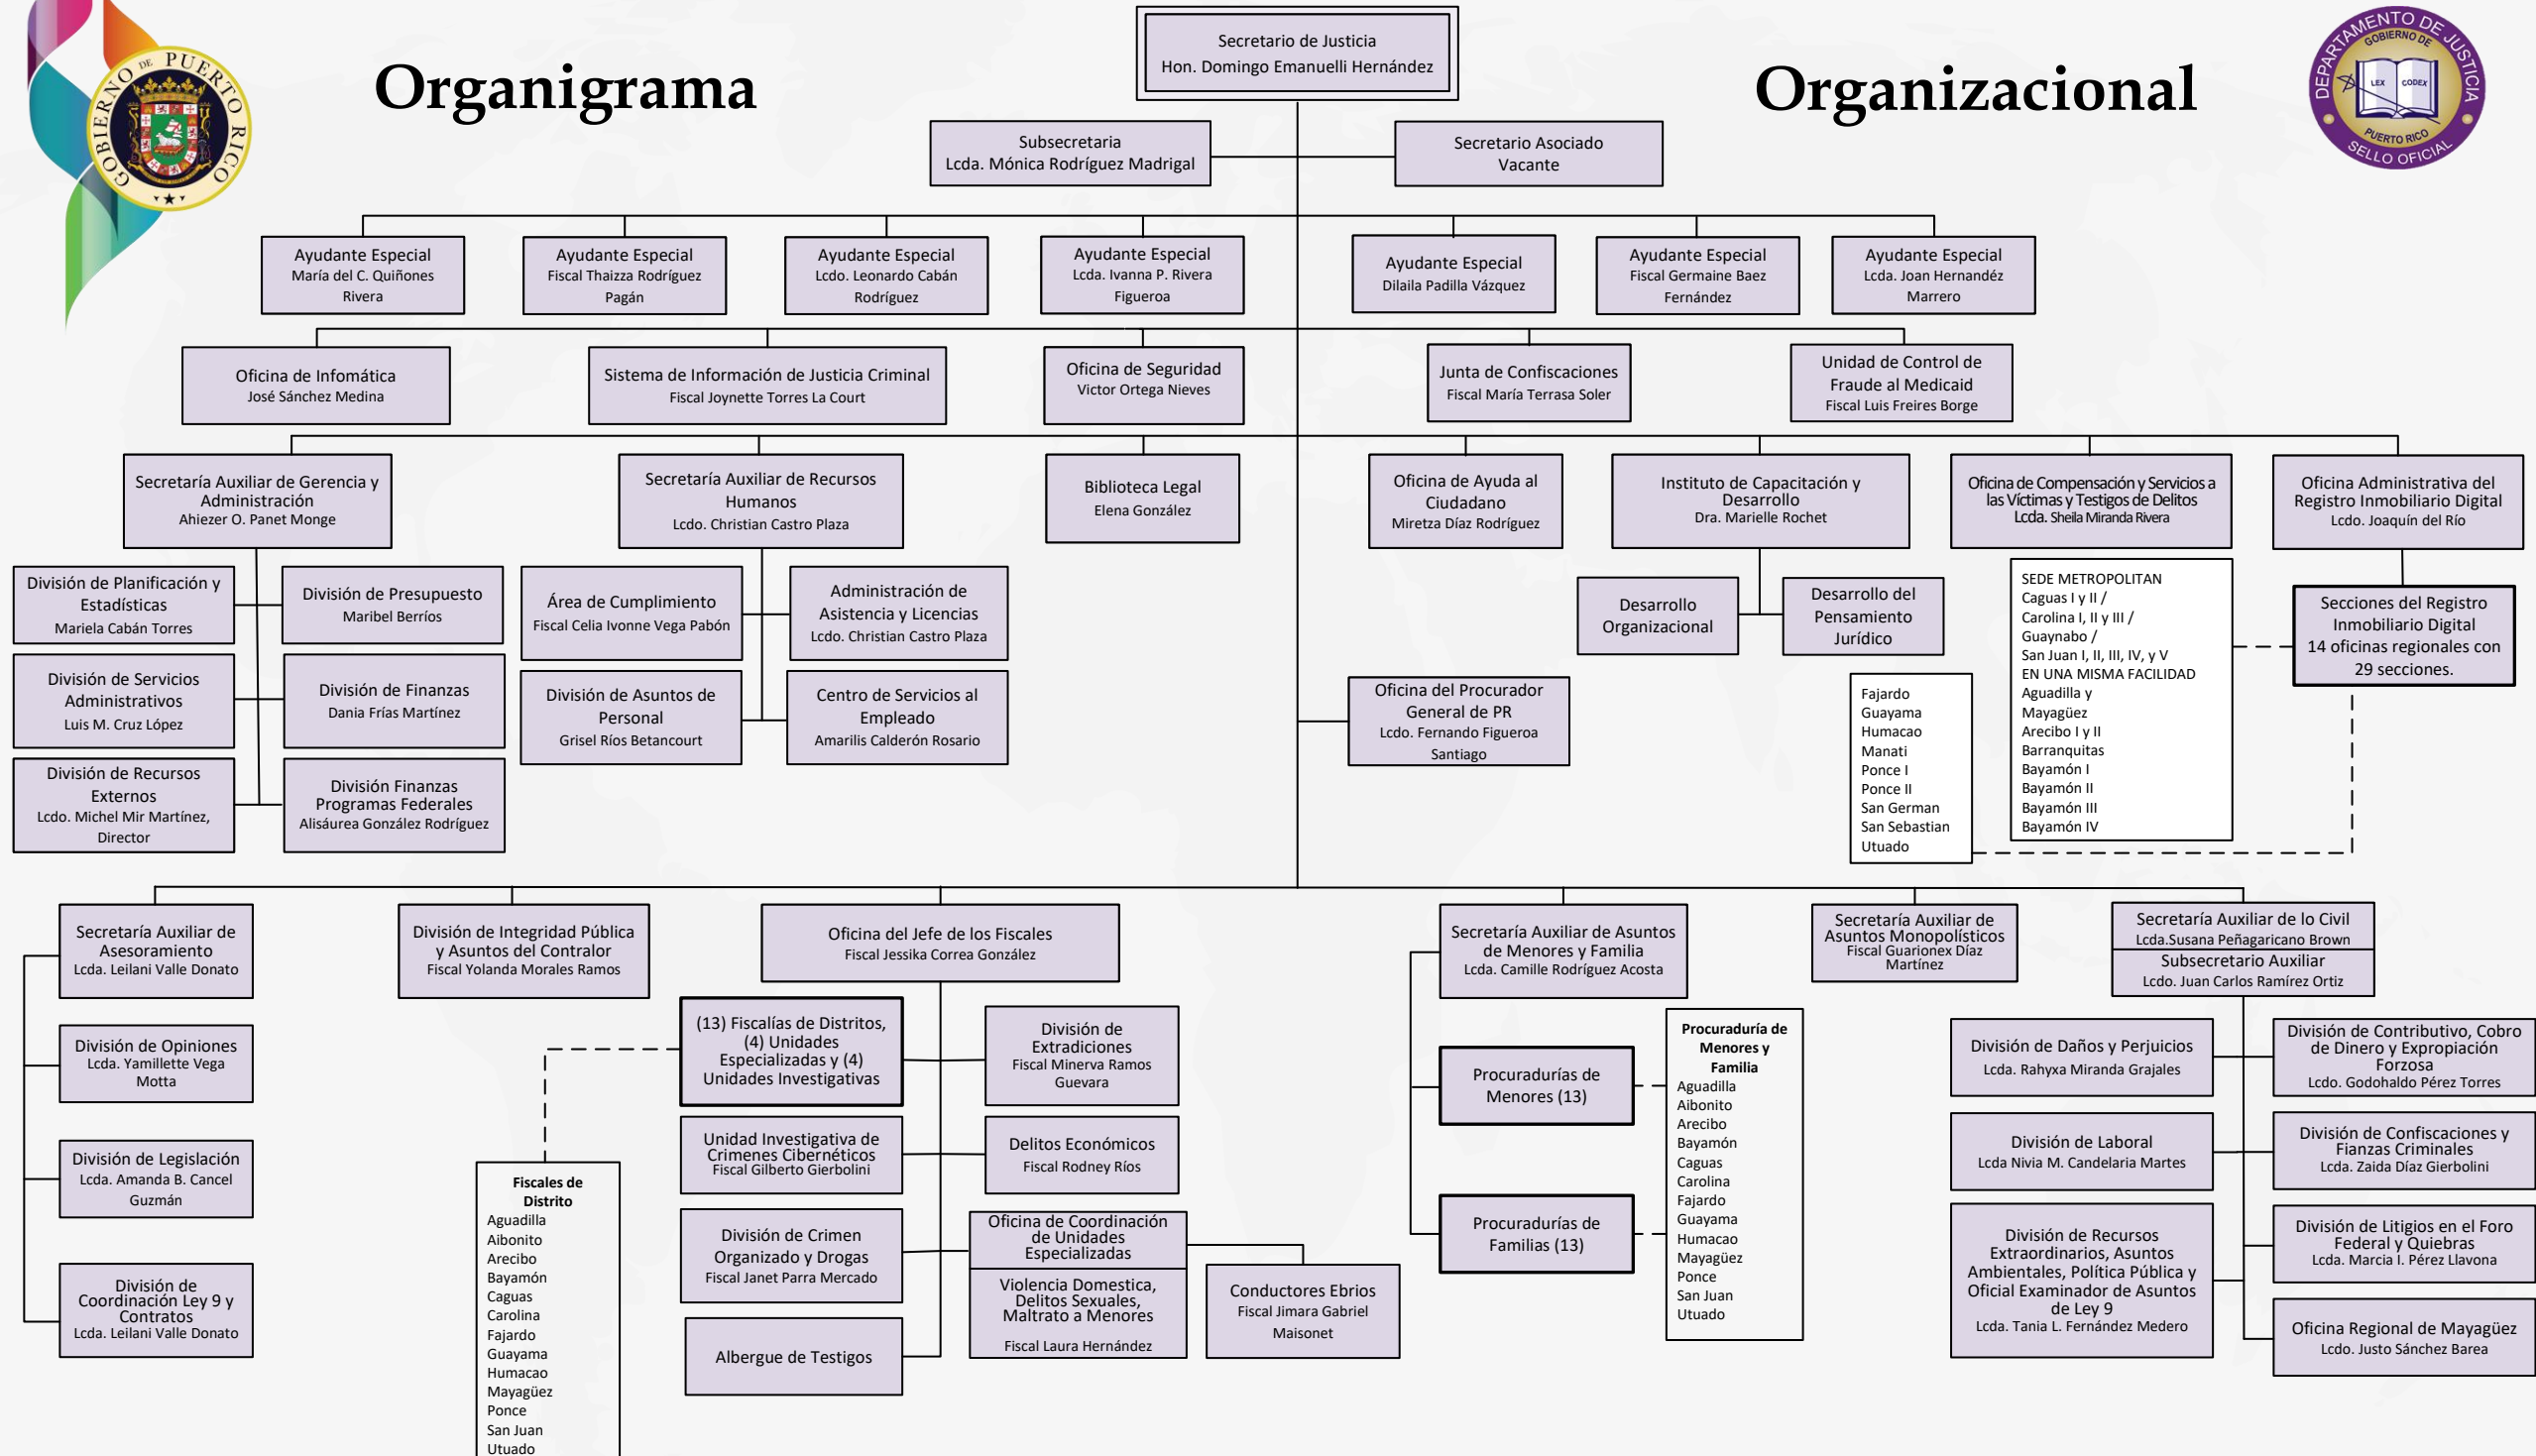 GOBIERNO DE PUERTO RICO
Organigrama
Secretario de Justicia
Hon. Domingo Emanuelli Hernández
Organizacional
DEPARTAMENTO DE JUSTICIA
GOBIERNO DE
LEX CODEX
PUERTO RICO
SELLO OFICIAL
Subsecretaria
Lcda. Mónica Rodríguez Madrigal
Secretario Asociado
Vacante
Ayudante Especial
María del C. Quiñones
Rivera
Ayudante Especial
Fiscal Thaizza Rodríguez
Pagán
Ayudante Especial
Lcdo. Leonardo Cabán
Rodríguez
Ayudante Especial
Lcda. Ivanna P. Rivera
Figueroa
Ayudante Especial
Dilaila Padilla Vázquez
Ayudante Especial
Fiscal Germaine Baez
Fernández
Ayudante Especial
Lcda. Joan Hernandéz
Marrero
Oficina de Infomática
José Sánchez Medina
Sistema de Información de Justicia Criminal
Fiscal Joynette Torres La Court
Oficina de Seguridad
Victor Ortega Nieves
Junta de Confiscaciones
Fiscal María Terrasa Soler
Unidad de Control de
Fraude al Medicaid
Fiscal Luis Freires Borge
Secretaría Auxiliar de Gerencia y
Administración
Ahiezer O. Panet Monge
Secretaría Auxiliar de Recursos
Humanos
Lcdo. Christian Castro Plaza
Biblioteca Legal
Elena González
Oficina de Ayuda al
Ciudadano
Miretza Díaz Rodríguez
Instituto de Capacitación y
Desarrollo
Dra. Marielle Rochet
Oficina de Compensación y Servicios a
las Víctimas y Testigos de Delitos
Lcda. Sheila Miranda Rivera
Oficina Administrativa del
Registro Inmobiliario Digital
Lcdo. Joaquín del Río
División de Planificación y
Estadísticas
Mariela Cabán Torres
División de Presupuesto
Maribel Berríos
División de Servicios
Administrativos
Luis M. Cruz López
División de Finanzas
Dania Frías Martínez
División de Recursos
Externos
Lcdo. Michel Mir Martínez,
Director
División Finanzas
Programas Federales
Alisáurea González Rodríguez
Área de Cumplimiento
Fiscal Celia Ivonne Vega Pabón
Administración de
Asistencia y Licencias
Lcdo. Christian Castro Plaza
División de Asuntos de
Personal
Grisel Ríos Betancourt
Centro de Servicios al
Empleado
Amarilis Calderón Rosario
Oficina del Procurador
General de PR
Lcdo. Fernando Figueroa
Santiago
Desarrollo
Organizacional
Desarrollo del
Pensamiento
Jurídico
Fajardo
Guayama
Humacao
Manati
Ponce I
Ponce II
San German
San Sebastian
Utuado
SEDE METROPOLITAN
Caguas I y II /
Carolina I, II y III /
Guaynabo /
San Juan I, II, III, IV, y V
EN UNA MISMA FACILIDAD
Aguadilla y
Mayagüez
Arecibo I y II
Barranquitas
Bayamón I
Bayamón II
Bayamón III
Bayamón IV
Secciones del Registro
Inmobiliario Digital
14 oficinas regionales con
29 secciones.
Secretaría Auxiliar de
Asesoramiento
Lcda. Leilani Valle Donato
División de Opiniones
Lcda. Yamillette Vega
Motta
División de Legislación
Lcda. Amanda B. Cancel
Guzmán
División de
Coordinación Ley 9 y
Contratos
Lcda. Leilani Valle Donato
División de Integridad Pública
y Asuntos del Contralor
Fiscal Yolanda Morales Ramos
Oficina del Jefe de los Fiscales
Fiscal Jessika Correa González
(13) Fiscalías de Distritos,
(4) Unidades
Especializadas y (4)
Unidades Investigativas
División de
Extradiciones
Fiscal Minerva Ramos
Guevara
Unidad Investigativa de
Crimenes Cibernéticos
Fiscal Gilberto Gierbolini
Delitos Económicos
Fiscal Rodney Ríos
División de Crimen
Organizado y Drogas
Fiscal Janet Parra Mercado
Oficina de Coordinación
de Unidades
Especializadas
Violencia Domestica,
Delitos Sexuales,
Maltrato a Menores
Fiscal Laura Hernández
Conductores Ebrios
Fiscal Jimara Gabriel
Maisonet
Albergue de Testigos
Fiscales de
Distrito
Aguadilla
Aibonito
Arecibo
Bayamón
Caguas
Carolina
Fajardo
Guayama
Humacao
Mayagüez
Ponce
San Juan
Utuado
Secretaría Auxiliar de Asuntos
de Menores y Familia
Lcda. Camille Rodríguez Acosta
Procuradurías de
Menores (13)
Procuradurías de
Familias (13)
Procuraduría de
Menores y
Familia
Aguadilla
Aibonito
Arecibo
Bayamón
Caguas
Carolina
Fajardo
Guayama
Humacao
Mayagüez
Ponce
San Juan
Utuado
Secretaría Auxiliar de
Asuntos Monopolísticos
Fiscal Guarionex Díaz
Martínez
Secretaría Auxiliar de lo Civil
Lcda.Susana Peñagaricano Brown
Subsecretario Auxiliar
Lcdo. Juan Carlos Ramírez Ortiz
División de Daños y Perjuicios
Lcda. Rahyxa Miranda Grajales
División de Contributivo, Cobro
de Dinero y Expropiación
Forzosa
Lcdo. Godohaldo Pérez Torres
División de Laboral
Lcda Nivia M. Candelaria Martes
División de Confiscaciones y
Fianzas Criminales
Lcda. Zaida Díaz Gierbolini
División de Recursos
Extraordinarios, Asuntos
Ambientales, Política Pública y
Oficial Examinador de Asuntos
de Ley 9
Lcda. Tania L. Fernández Medero
División de Litigios en el Foro
Federal y Quiebras
Lcda. Marcia I. Pérez Llavona
Oficina Regional de Mayagüez
Lcdo. Justo Sánchez Barea